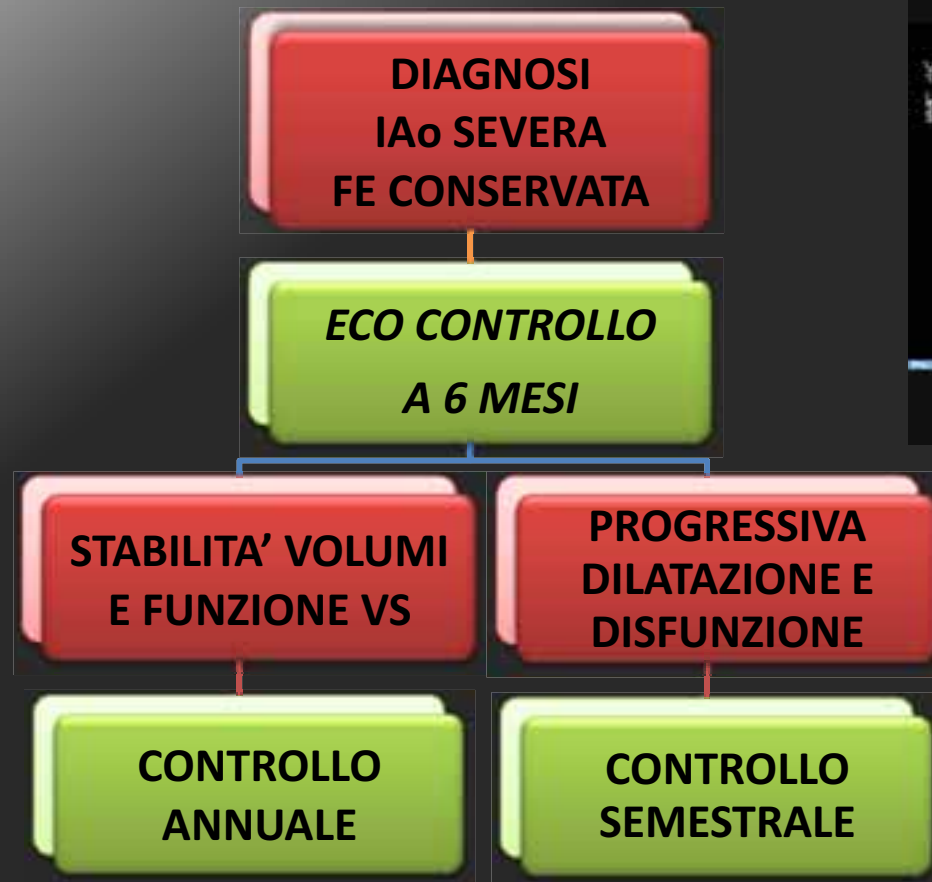 DIAGNOSI
IAo SEVERA
FE CONSERVATA
ECO CONTROLLO
A 6 MESI
STABILITA’ VOLUMI
E FUNZIONE VS
PROGRESSIVA
DILATAZIONE E
DISFUNZIONE
CONTROLLO
ANNUALE
CONTROLLO
SEMESTRALE